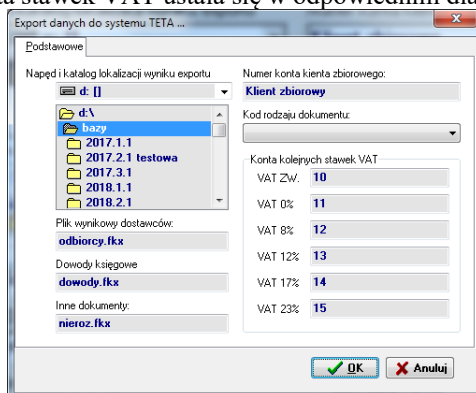 ta stawek VAT ustala się w odpowiednim
Export danych do systemu TETA ...
Podstawowe
Napęd i katalog lokalizacji wyniku exportu
d: []
d:\
bazy
2017.1.1
2017.2.1 testowa
2017.3.1
2018.1.1
2018.2.1
Plik wynikowy dostawców:
odbiorcy.fkx
Dowody księgowe
dowody.fkx
Inne dokumenty:
nieroz.fkx
Numer konta kienta zbiorowego:
Klient zbiorowy
Kod rodzaju dokumentu:
Konta kolejnych stawek VAT
VAT ZW. 10
VAT 0% 11
VAT 8% 12
VAT 12% 13
VAT 17% 14
VAT 23% 15
OK
Anuluj